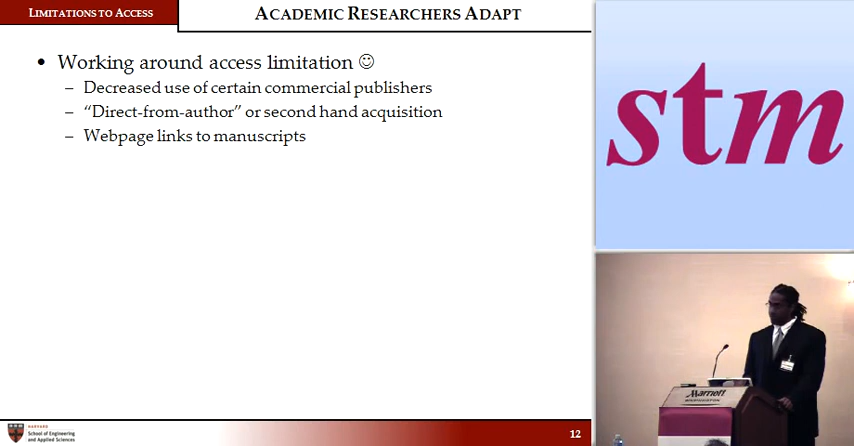 LIMITATIONS TO ACCESS
ACADEMIC RESEARCHERS ADAPT
• Working around access limitation ☺
– Decreased use of certain commercial publishers
– “Direct-from-author” or second hand acquisition
– Webpage links to manuscripts
HARVARD
School of Engineering
and Applied Sciences
12
stm
Marriott
WASHINGTON